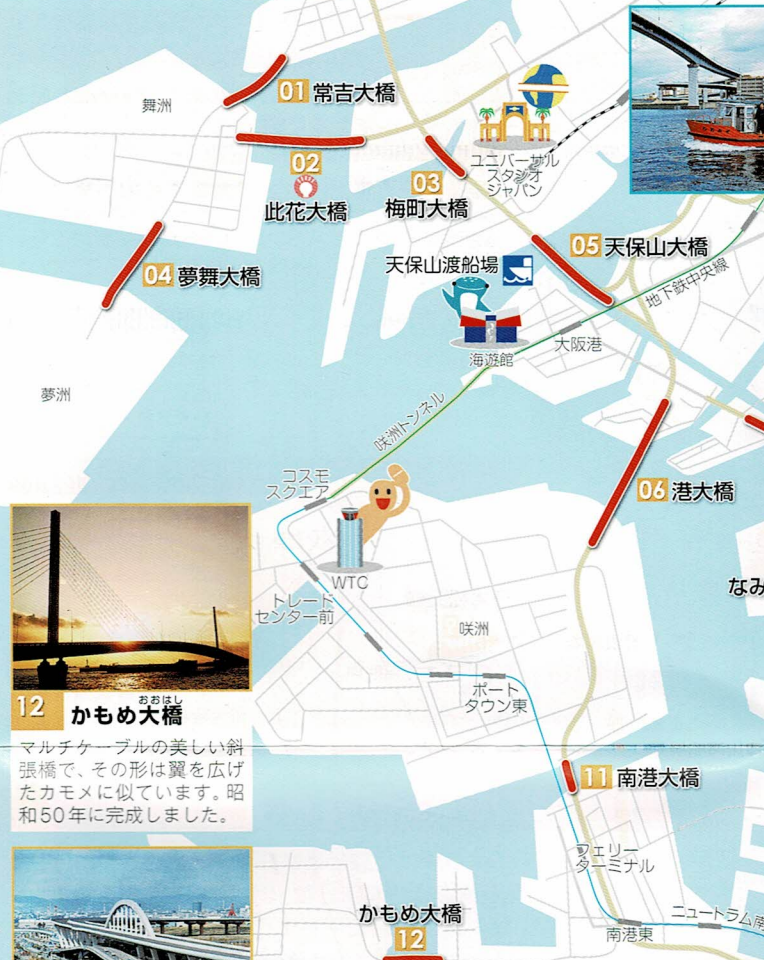 舞洲
01 常吉大橋
02
此花大橋
03
梅町大橋
ユニバーサル
スタジオ
ジャパン
04 夢舞大橋
05 天保山大橋
天保山渡船場
地下鉄中央線
大阪港
海遊館
夢洲
咲洲トンネル
コスモ
スクエア
06 港大橋
WTC
トレード
センター前
なみ
咲洲
ポート
タウン東
12 かもめ大橋
おおはし
マルチケーブルの美しい斜
張橋で、その形は翼を広げ
たカモメに似ています。昭
和50年に完成しました。
11 南港大橋
フェリー
ターミナル
かもめ大橋
12
ニュートラム南
南港東